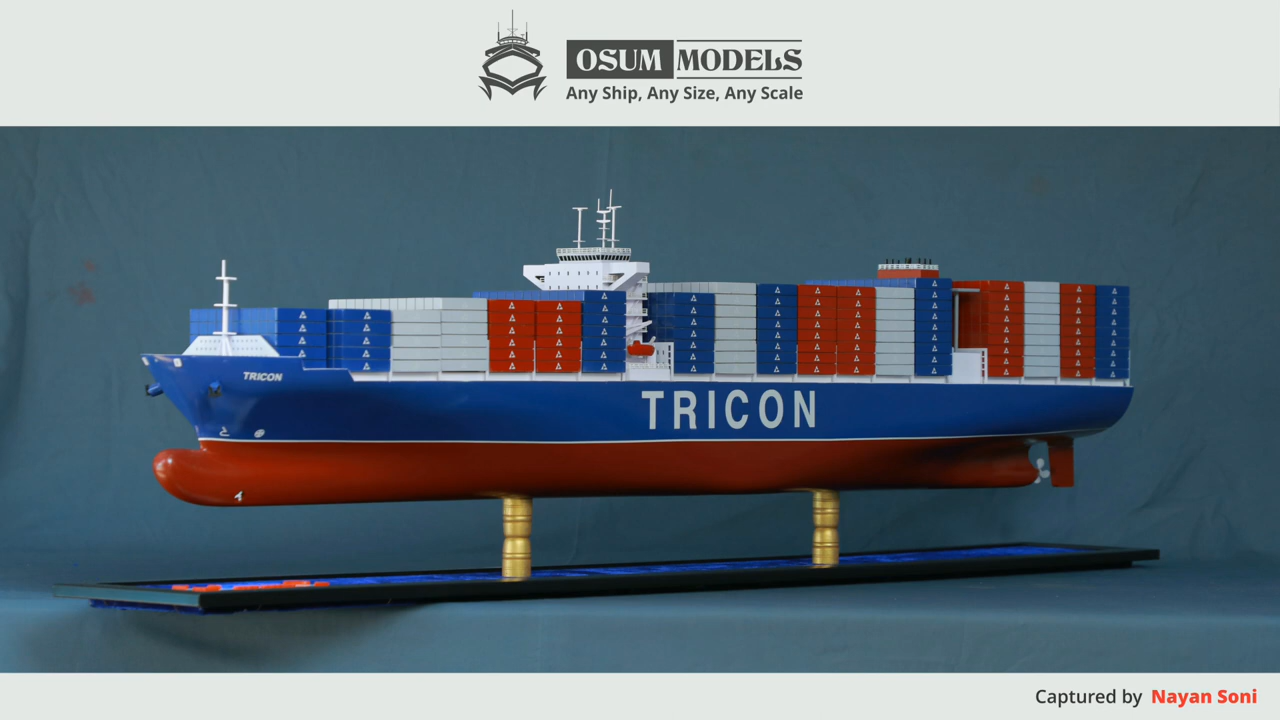 OSUM MODELS
Any Ship, Any Size, Any Scale
TRICON
TRICON
Captured by Nayan Soni